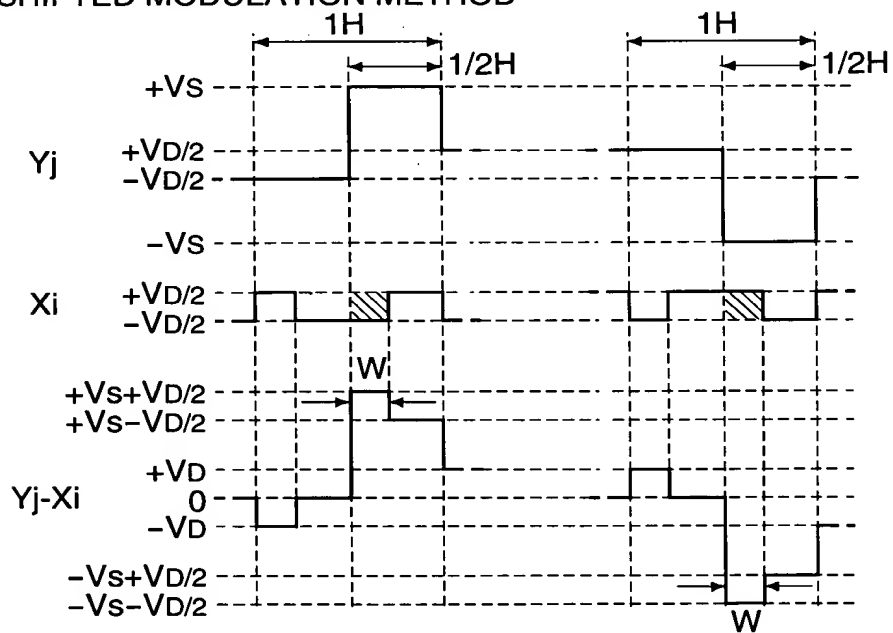 SHIFTED MODULATION METHOD
1H 1H
1/2H 1/2H
+VS
Yj
+VD/2
−VD/2
−VS
Xi
+VD/2
−VD/2
W
+VS+VD/2
+VS−VD/2
Yj-Xi
+VD
0
−VD
−VS+VD/2
−VS−VD/2
W